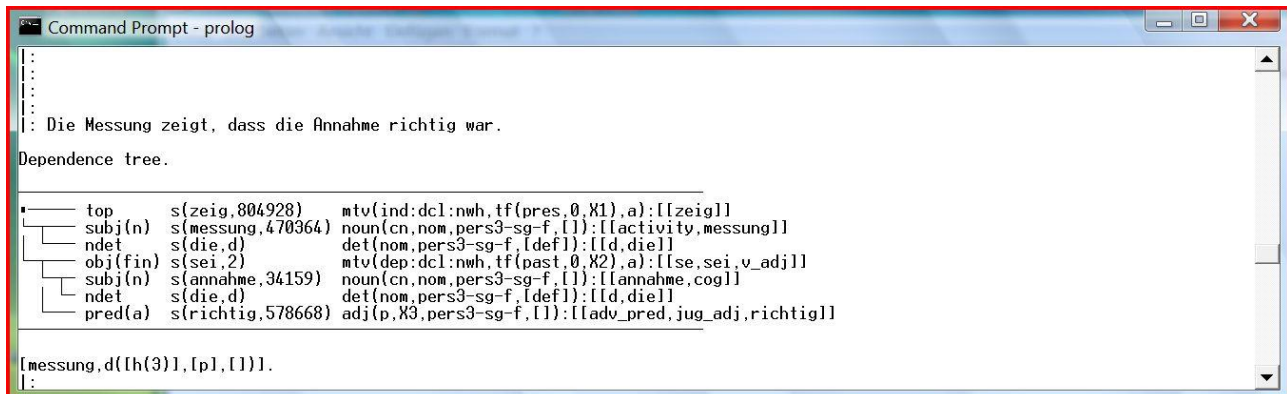 Command Prompt - prolog
|:
|:
|:
|:
|: Die Messung zeigt, dass die Annahme richtig war.
Dependence tree.
top s(zeig,804928) mtv(ind:dcl:nwh,tf(pres,0,X1),a):[[zeig]]
subj(n) s(messung,470364) noun(cn,nom,pers3-sg-f,[]):[[activity,messung]]
ndet s(die,d) det(nom,pers3-sg-f,[def]):[[d,die]]
obj(fin) s(sei,2) mtv(dep:dcl:nwh,tf(past,0,X2),a):[[se,sei,v_adj]]
subj(n) s(annahme,34159) noun(cn,nom,pers3-sg-f,[]):[[annahme,cog]]
ndet s(die,d) det(nom,pers3-sg-f,[def]):[[d,die]]
pred(a) s(richtig,578668) adj(p,X3,pers3-sg-f,[]):[[adv_pred,jug_adj,richtig]]
[messung,d([h(3)],[p],[])].
|: